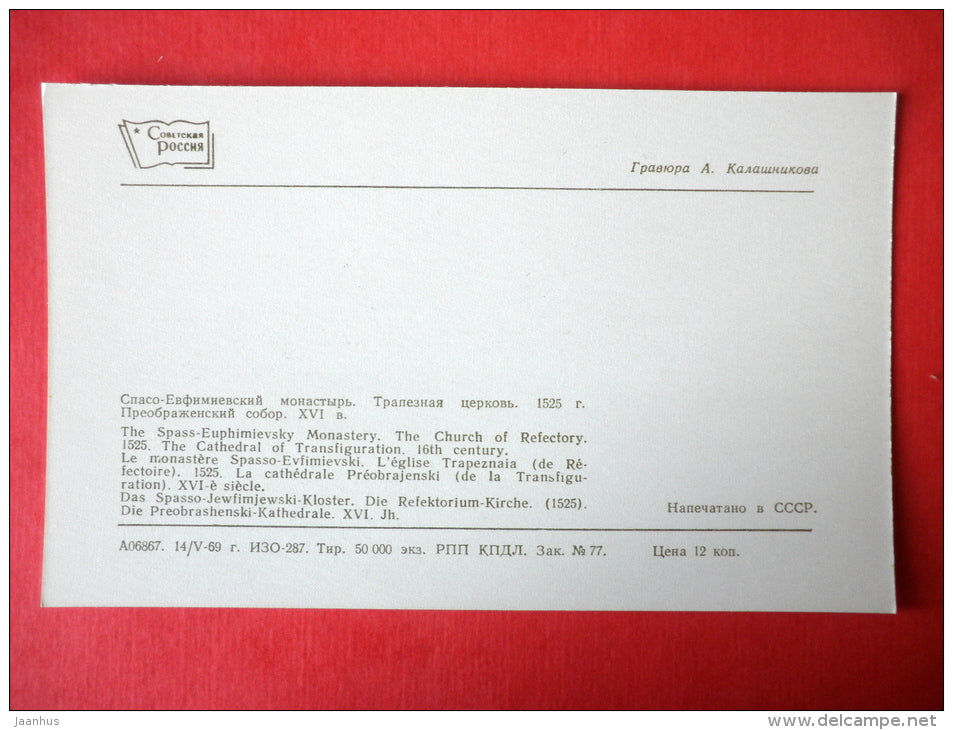 Советская
Россия
Гравюра А. Калашникова
Спасо-Евфимиевский монастырь. Трапезная церковь. 1525 г.
Преображенский собор. XVI в.
The Spass-Euphimievsky Monastery. The Church of Refectory.
1525. The Cathedral of Transfiguration. 16th century.
Le monastère Spasso-Evfimievski. L'église Trapeznaia (de Ré-
fectoire). 1525. La cathédrale Préobrajenski (de la Transfigu-
ration). XVI-è siècle.
Das Spasso-Jewfimjewski-Kloster. Die Refektorium-Kirche. (1525).
Die Preobrashenski-Kathedrale. XVI. Jh.
Напечатано в СССР.
А06867. 14/V-69 г. ИЗО-287. Тир. 50 000 экз. РПП КПДЛ. Зак. № 77. Цена 12 коп.
jaanhus
www.delcampe.net